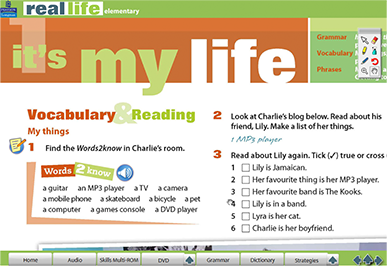 real life elementary
1 it's my life
Grammar
Vocabulary
Phrases
Vocabulary & Reading
My things
1 Find the Words2know in Charlie's room.
Words 2 know
a guitar an MP3 player a TV a camera
a mobile phone a skateboard a bicycle a pet
a computer a games console a DVD player
2 Look at Charlie's blog below. Read about his
friend, Lily. Make a list of her things.
1 MP3 player
3 Read about Lily again. Tick (✓) true or cross
1 Lily is Jamaican.
2 Her favourite thing is her MP3 player.
3 Her favourite band is The Kooks.
4 Lily is in a band.
5 Lyra is her cat.
6 Charlie is her boyfriend.
Home Audio Skills Multi-ROM DVD Grammar Dictionary Strategies